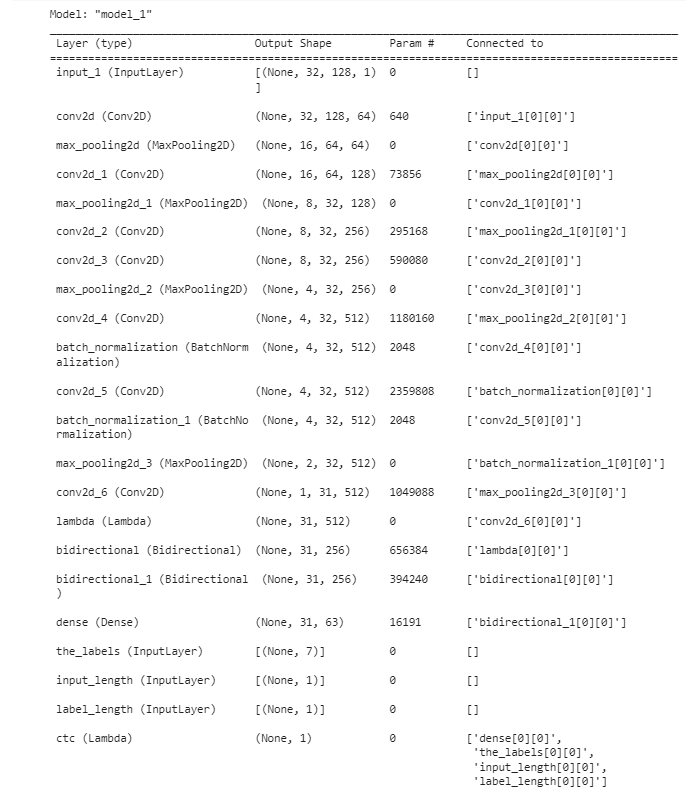 Model: "model_1"
Layer (type) Output Shape Param # Connected to
input_1 (InputLayer) [(None, 32, 128, 1) 0 []
]
conv2d (Conv2D) (None, 32, 128, 64) 640 ['input_1[0][0]']
max_pooling2d (MaxPooling2D) (None, 16, 64, 64) 0 ['conv2d[0][0]']
conv2d_1 (Conv2D) (None, 16, 64, 128) 73856 ['max_pooling2d[0][0]']
max_pooling2d_1 (MaxPooling2D) (None, 8, 32, 128) 0 ['conv2d_1[0][0]']
conv2d_2 (Conv2D) (None, 8, 32, 256) 295168 ['max_pooling2d_1[0][0]']
conv2d_3 (Conv2D) (None, 8, 32, 256) 590080 ['conv2d_2[0][0]']
max_pooling2d_2 (MaxPooling2D) (None, 4, 32, 256) 0 ['conv2d_3[0][0]']
conv2d_4 (Conv2D) (None, 4, 32, 512) 1180160 ['max_pooling2d_2[0][0]']
batch_normalization (BatchNorm (None, 4, 32, 512) 2048 ['conv2d_4[0][0]']
alization)
conv2d_5 (Conv2D) (None, 4, 32, 512) 2359808 ['batch_normalization[0][0]']
batch_normalization_1 (BatchNo (None, 4, 32, 512) 2048 ['conv2d_5[0][0]']
rmalization)
max_pooling2d_3 (MaxPooling2D) (None, 2, 32, 512) 0 ['batch_normalization_1[0][0]']
conv2d_6 (Conv2D) (None, 1, 31, 512) 1049088 ['max_pooling2d_3[0][0]']
lambda (Lambda) (None, 31, 512) 0 ['conv2d_6[0][0]']
bidirectional (Bidirectional) (None, 31, 256) 656384 ['lambda[0][0]']
bidirectional_1 (Bidirectional (None, 31, 256) 394240 ['bidirectional[0][0]']
)
dense (Dense) (None, 31, 63) 16191 ['bidirectional_1[0][0]']
the_labels (InputLayer) [(None, 7)] 0 []
input_length (InputLayer) [(None, 1)] 0 []
label_length (InputLayer) [(None, 1)] 0 []
ctc (Lambda) (None, 1) 0 ['dense[0][0]',
'the_labels[0][0]',
'input_length[0][0]',
'label_length[0][0]']